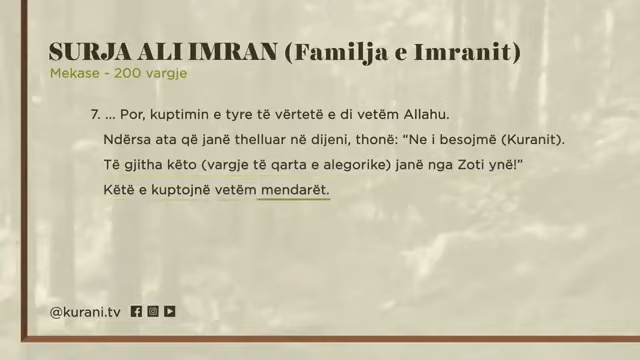 SURJA ALI IMRAN (Familja e Imranit)
Mekase - 200 vargje
7. ... Por, kuptimin e tyre të vërtetë e di vetëm Allahu.
Ndërsa ata që janë thelluar në dijeni, thonë: “Ne i besojmë (Kuranit).
Të gjitha këto (vargje të qarta e alegorike) janë nga Zoti ynë!”
Këtë e kuptojnë vetëm mendarët.
@kurani.tv